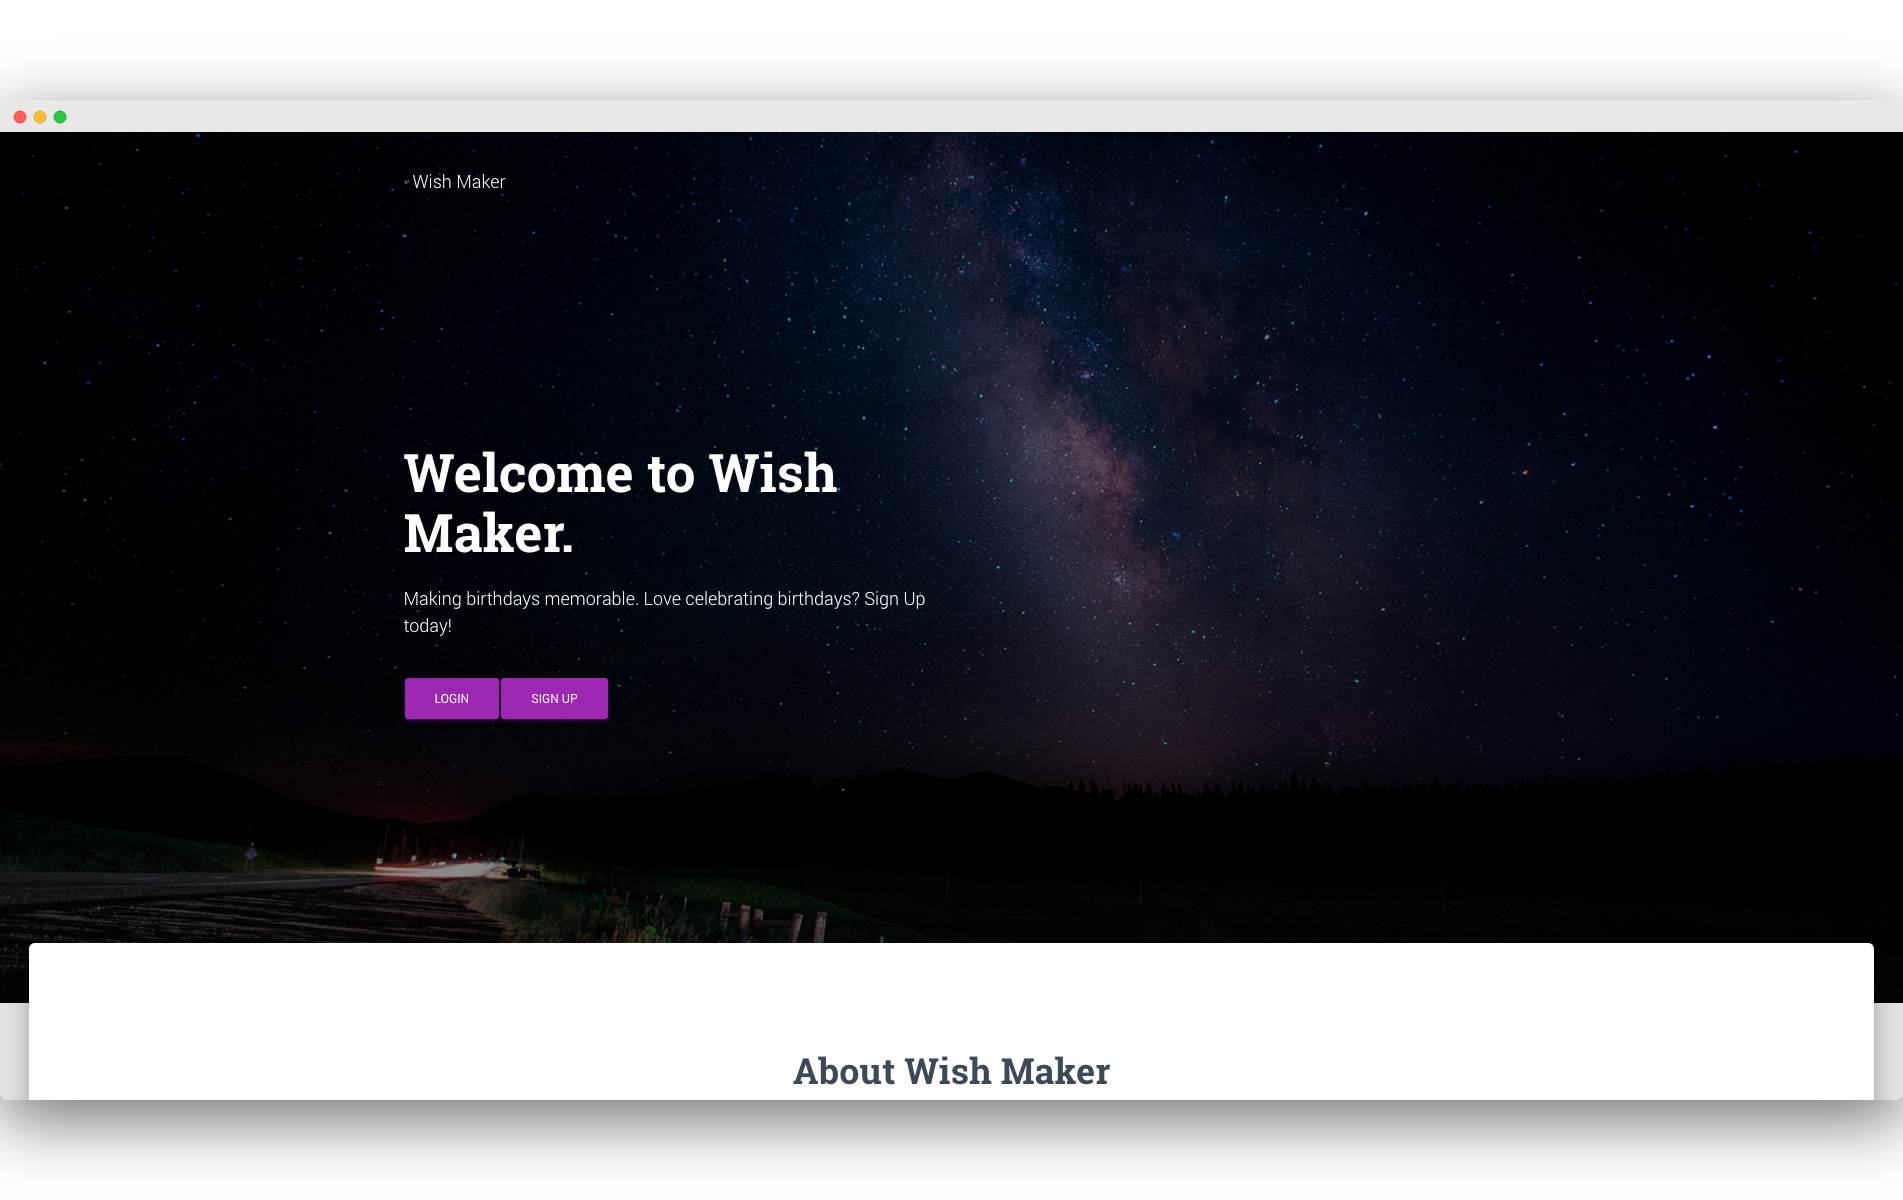 Wish Maker
Welcome to Wish
Maker.
Making birthdays memorable. Love celebrating birthdays? Sign Up
today!
LOGIN
SIGN UP
About Wish Maker